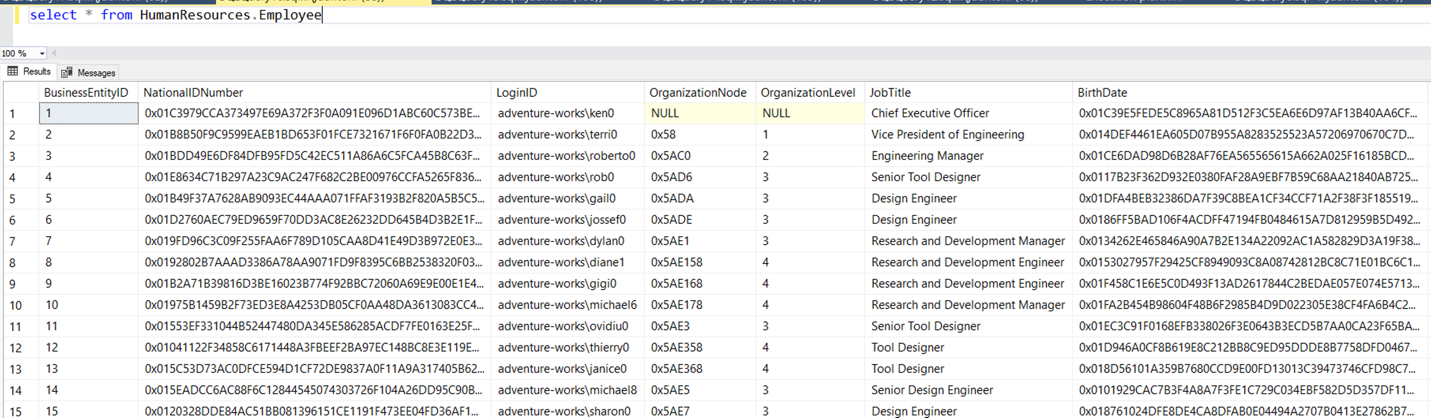 select * from HumanResources.Employee
100 %
Results Messages
BusinessEntityID NationalIDNumber LoginID OrganizationNode OrganizationLevel JobTitle BirthDate
1 1 0x01C3979CCA373497E69A372F3F0A091E096D1ABC60C573BE... adventure-works\ken0 NULL NULL Chief Executive Officer 0x01C39E5FEDE5C8965A81D512F3C5EA6E6D97AF13B40AA6CF...
2 2 0x01B8B50F9C9599EAEB1BD653F01FCE7321671F6F0FA0B22D3... adventure-works\terri0 0x58 1 Vice President of Engineering 0x014DEF4461EA605D07B955A8283525523A57206970670C7D...
3 3 0x01BDD49E6DF84DFB95FD5C42EC511A86A6C5FCA45B8C63F... adventure-works\roberto0 0x5AC0 2 Engineering Manager 0x01CE6DAD98D6B28AF76EA565565615A662A025F16185BCD...
4 4 0x01E8634C71B297A23C9AC247F682C2BE00976CCFA5265F836... adventure-works\rob0 0x5AD6 3 Senior Tool Designer 0x0117B23F362D932E0380FAF28A9EBF7B59C68AA21840AB725...
5 5 0x01B49F37A7628AB9093EC44AAA071FFAF3193B2F820A5B5C5... adventure-works\gail0 0x5ADA 3 Design Engineer 0x01DFA4BEB32386DA7F39C8BEA1CF34CCF71A2F38F3F185519...
6 6 0x01D2760AEC79ED9659F70DD3AC8E26232DD645B4D3B2E1F... adventure-works\jossef0 0x5ADE 3 Design Engineer 0x0186FF5BAD106F4ACDFF47194FB0484615A7D812959B5D492...
7 7 0x019FD96C3C09F255FAA6F789D105CAA8D41E49D3B972E0E3... adventure-works\dylan0 0x5AE1 3 Research and Development Manager 0x0134262E465846A90A7B2E134A22092AC1A582829D3A19F38...
8 8 0x0192802B7AAAD3386A78AA9071FD9F8395C6BB2538320F03... adventure-works\diane1 0x5AE158 4 Research and Development Engineer 0x0153027957F29425CF8949093C8A08742812BC8C71E01BC6C1...
9 9 0x01B2A71B39816D3BE16023B774F92BBC72060A69E9E00E1E... adventure-works\gigi0 0x5AE168 4 Research and Development Engineer 0x01F458C1E6E5C0D493F13AD2617844C2BEDAE057E074E5713...
10 10 0x01975B1459B2F73ED3E8A4253DB05CF0AA48DA3613083CC4... adventure-works\michael6 0x5AE178 4 Research and Development Manager 0x01FA2B454B98604F48B6F2985B4D9D022305E38CF4FA6B4C2...
11 11 0x01553EF331044B52447480DA345E586285ACDF7FE0163E25F... adventure-works\ovidiu0 0x5AE3 3 Senior Tool Designer 0x01EC3C91F0168EFB338026F3E0643B3ECD5B7AA0CA23F65BA...
12 12 0x01041122F34858C6171448A3FBEEF2BA97EC148BC8E3E119E... adventure-works\thierry0 0x5AE358 4 Tool Designer 0x01D946A0CF8B619E8C212BB8C9ED95DDDE8B7758DFD0467...
13 13 0x015C53D73AC0DFCE594D1CF72DE9837A0F11A9A317405B62... adventure-works\janice0 0x5AE368 4 Tool Designer 0x018D56101A359B7680CCD9E00FD13013C39473746CFD98C7...
14 14 0x015EADCC6AC88F6C12844545074303726F104A26DD95C90B... adventure-works\michael8 0x5AE5 3 Senior Design Engineer 0x0101929CAC7B3F4A8A7F3FE1C729C034EBF582D5D357DF11...
15 15 0x0120328DDE84AC51BB081396151CE1191F473EE04FD36AF1... adventure-works\sharon0 0x5AE7 3 Design Engineer 0x018761024DFE8DE4CA8DFAB0E04494A2707B0413E27862B7...